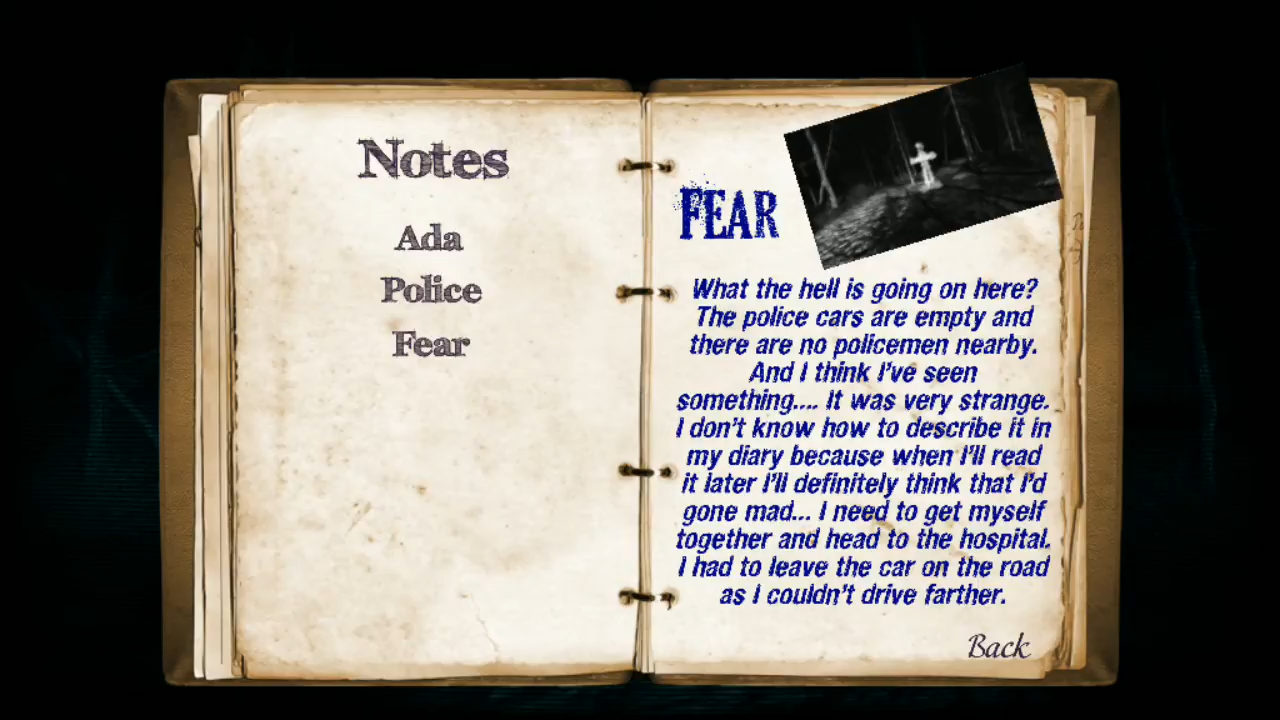 Notes
Ada
Police
Fear
FEAR
What the hell is going on here?
The police cars are empty and
there are no policemen nearby.
And I think I've seen
something.... It was very strange.
I don't know how to describe it in
my diary because when I'll read
it later I'll definitely think that I'd
gone mad... I need to get myself
together and head to the hospital.
I had to leave the car on the road
as I couldn't drive farther.
Back